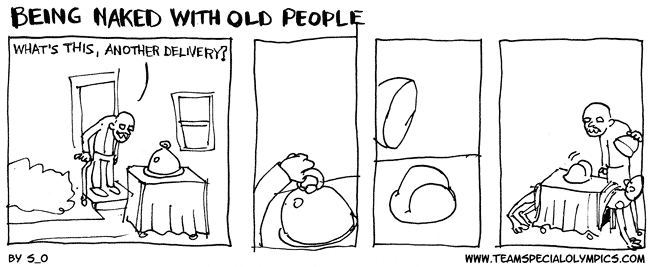 BEING NAKED WITH OLD PEOPLE
WHAT'S THIS, ANOTHER DELIVERY?
BY S_O
WWW.TEAMSPECIALOLYMPICS.COM